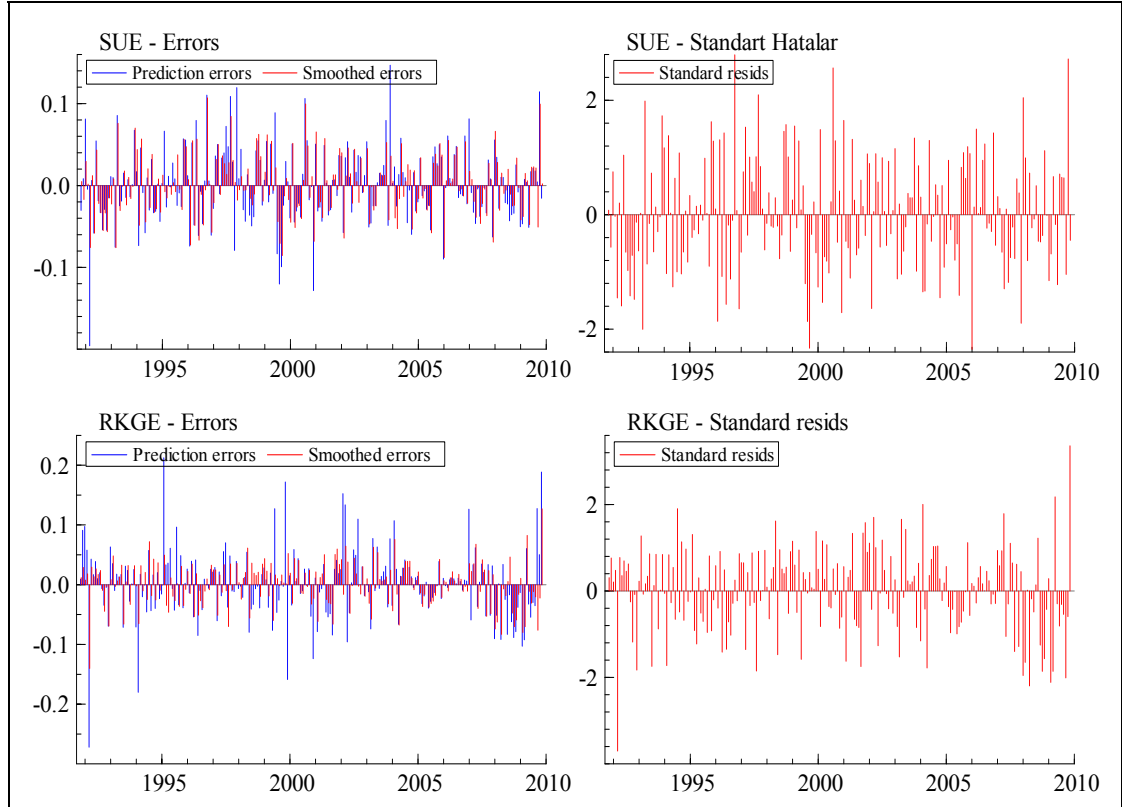 SUE - Errors
Prediction errors Smoothed errors
0.1
0.0
-0.1
1995 2000 2005 2010
SUE - Standart Hatalar
Standard resids
2
0
-2
1995 2000 2005 2010
RKGE - Errors
Prediction errors Smoothed errors
0.2
0.1
0.0
-0.1
-0.2
1995 2000 2005 2010
RKGE - Standard resids
Standard resids
2
0
-2
1995 2000 2005 2010